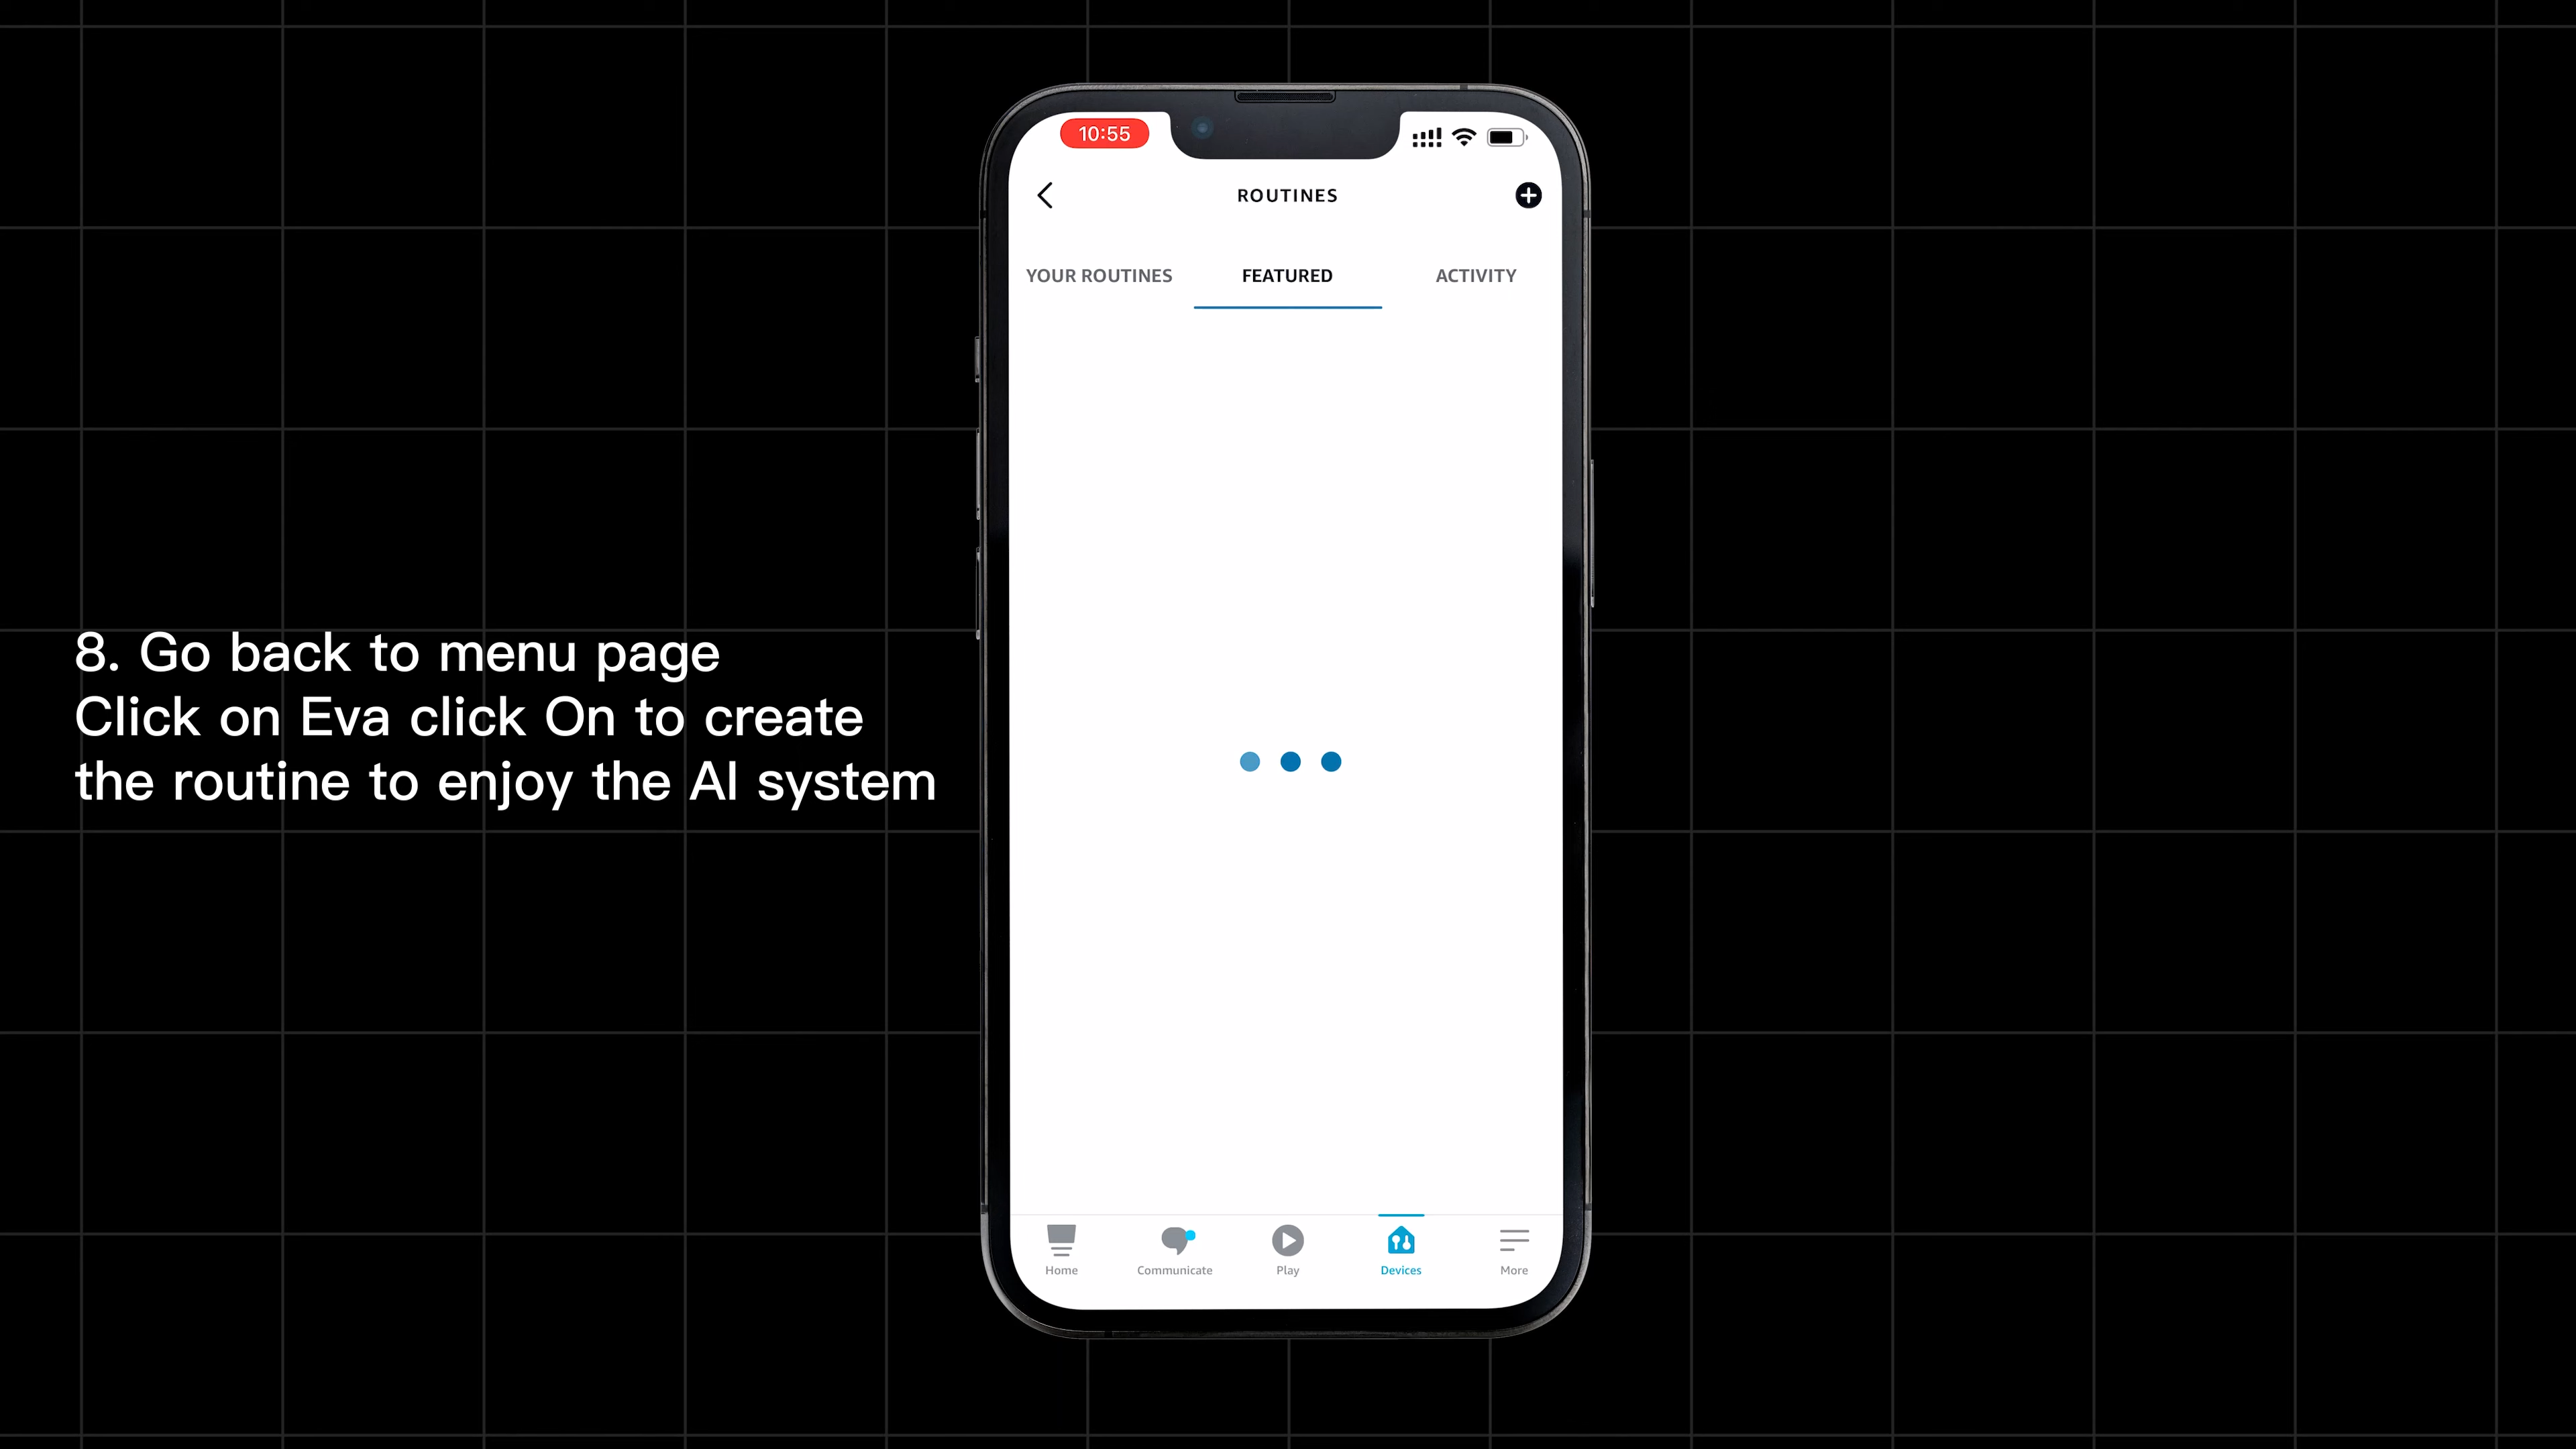 10:55
ROUTINES
YOUR ROUTINES
FEATURED
ACTIVITY
8. Go back to menu page
Click on Eva click On to create
the routine to enjoy the AI system
Home
Communicate
Play
Devices
More